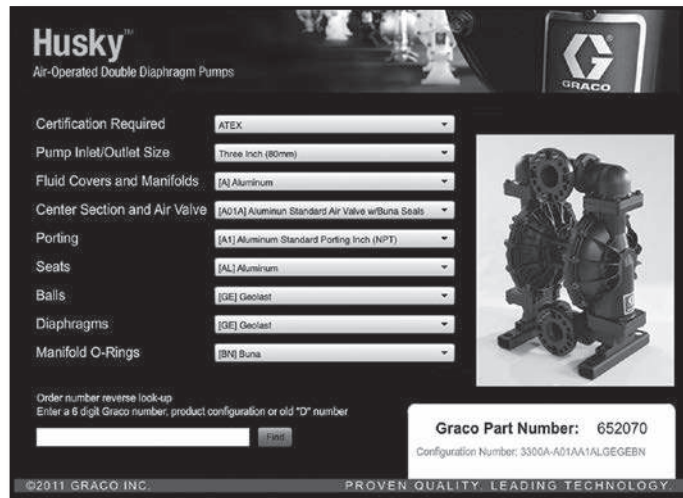 Husky™
Air-Operated Double Diaphragm Pumps
GRACO
Certification Required ATEX
Pump Inlet/Outlet Size Three Inch (80mm)
Fluid Covers and Manifolds [A] Aluminum
Center Section and Air Valve [A01A] Aluminun Standard Air Valve w/Buna Seals
Porting [A1] Aluminum Standard Porting Inch (NPT)
Seats [AL] Aluminum
Balls [GE] Geolast
Diaphragms [GE] Geolast
Manifold O-Rings [BN] Buna
Order number reverse look-up
Enter a 6 digit Graco number, product configuration or old "D" number
Find
Graco Part Number: 652070
Configuration Number: 3300A-A01AA1ALGEGEBN
©2011 GRACO INC. PROVEN QUALITY. LEADING TECHNOLOGY.